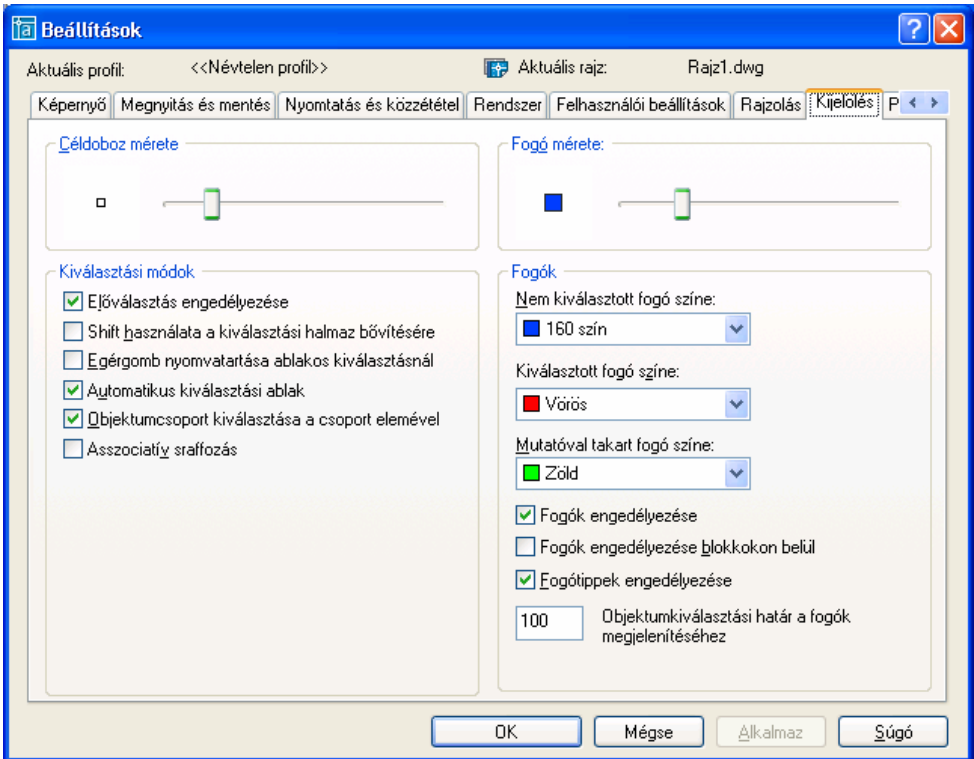 Beállítások
Aktuális profil: <<Névtelen profil>> Aktuális rajz: Rajz1.dwg
Képernyő Megnyitás és mentés Nyomtatás és közzététel Rendszer Felhasználói beállítások Rajzolás Kijelölés P
Céldoboz mérete
Fogó mérete:
Kiválasztási módok
Előválasztás engedélyezése
Shift használata a kiválasztási halmaz bővítésére
Egérgomb nyomvatartása ablakos kiválasztásnál
Automatikus kiválasztási ablak
Objektumcsoport kiválasztása a csoport elemével
Asszociatív sraffozás
Fogók
Nem kiválasztott fogó színe:
160 szín
Kiválasztott fogó színe:
Vörös
Mutatóval takart fogó színe:
Zöld
Fogók engedélyezése
Fogók engedélyezése blokkokon belül
Fogótippek engedélyezése
100 Objektumkiválasztási határ a fogók
megjelenítéséhez
OK Mégse Alkalmaz Súgó